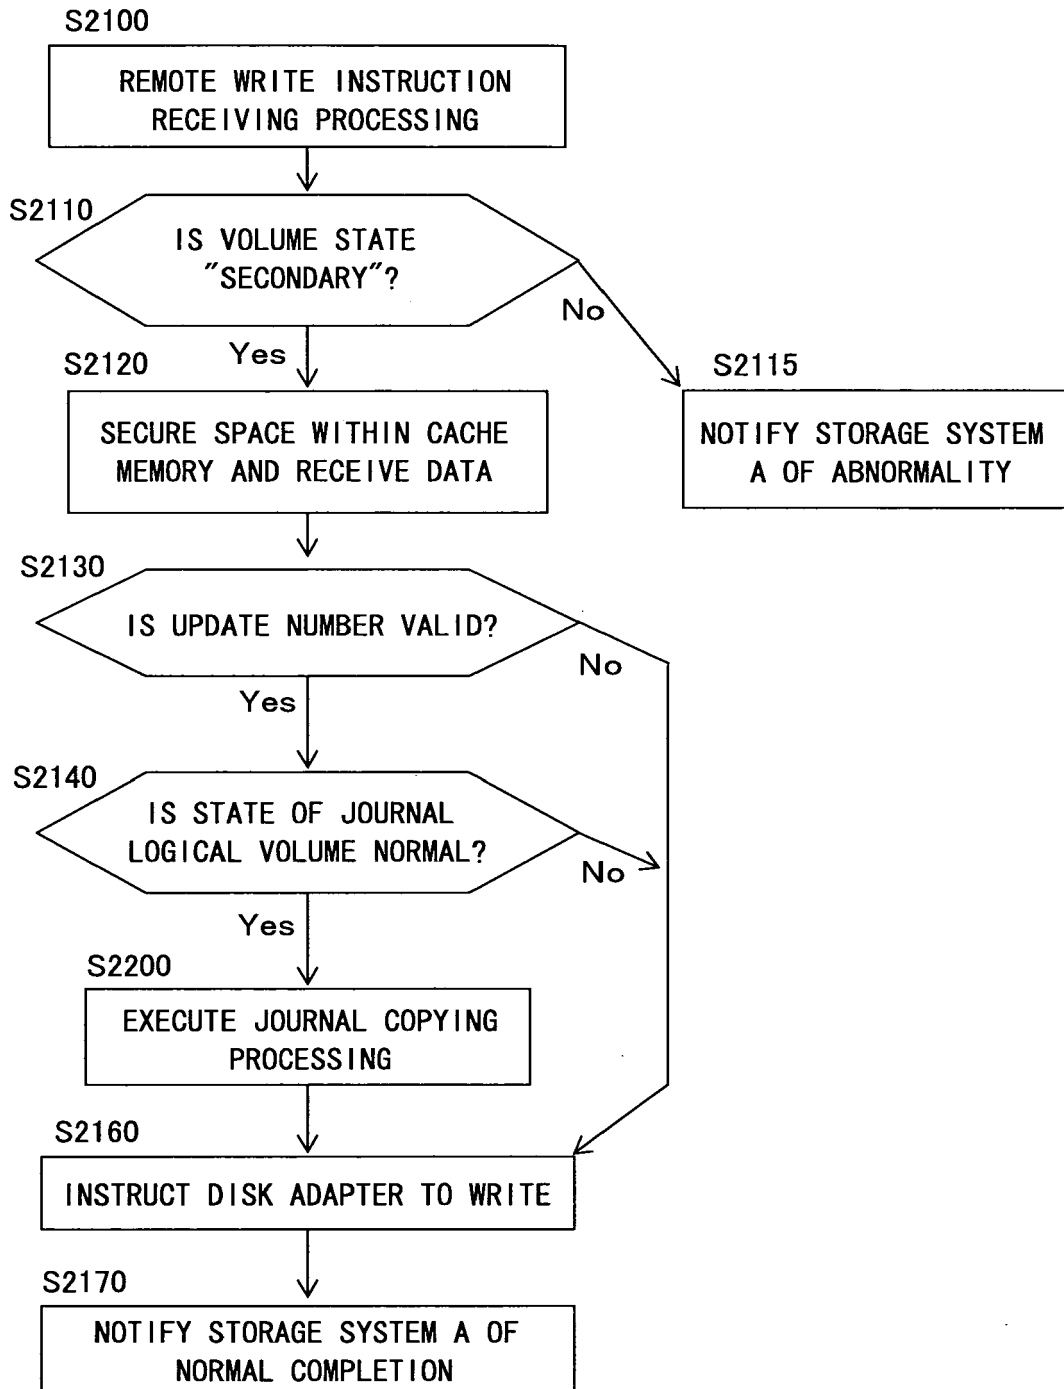 S2100
REMOTE WRITE INSTRUCTION
RECEIVING PROCESSING
S2110
IS VOLUME STATE
"SECONDARY"?
No
Yes
S2120
S2115
SECURE SPACE WITHIN CACHE
MEMORY AND RECEIVE DATA
NOTIFY STORAGE SYSTEM
A OF ABNORMALITY
S2130
IS UPDATE NUMBER VALID?
No
Yes
S2140
IS STATE OF JOURNAL
LOGICAL VOLUME NORMAL?
No
Yes
S2200
EXECUTE JOURNAL COPYING
PROCESSING
S2160
INSTRUCT DISK ADAPTER TO WRITE
S2170
NOTIFY STORAGE SYSTEM A OF
NORMAL COMPLETION